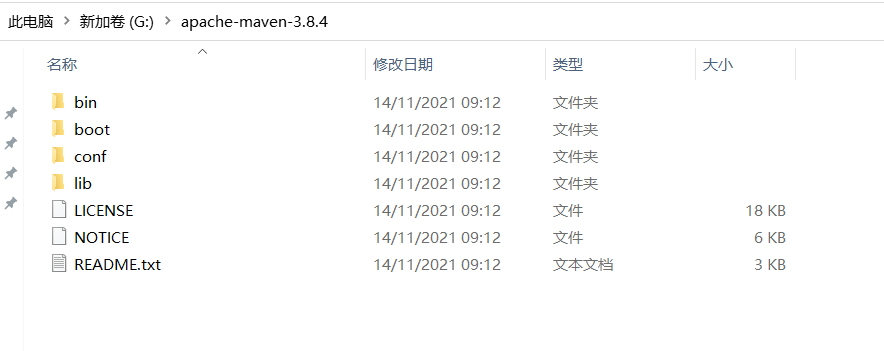 此电脑 > 新加卷 (G:) > apache-maven-3.8.4
名称 修改日期 类型 大小
bin 14/11/2021 09:12 文件夹
boot 14/11/2021 09:12 文件夹
conf 14/11/2021 09:12 文件夹
lib 14/11/2021 09:12 文件夹
LICENSE 14/11/2021 09:12 文件 18 KB
NOTICE 14/11/2021 09:12 文件 6 KB
README.txt 14/11/2021 09:12 文本文档 3 KB